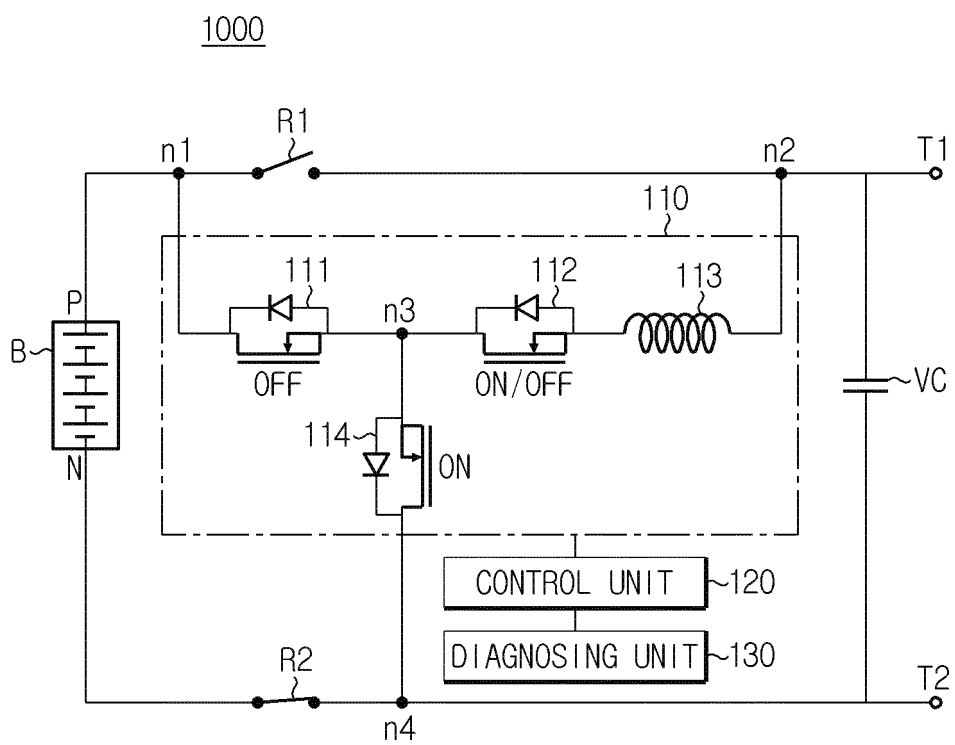 1000
R1
n1
n2
T1
110
111
112
113
n3
P
B
OFF
ON/OFF
VC
114
ON
N
CONTROL UNIT
120
DIAGNOSING UNIT
130
R2
T2
n4